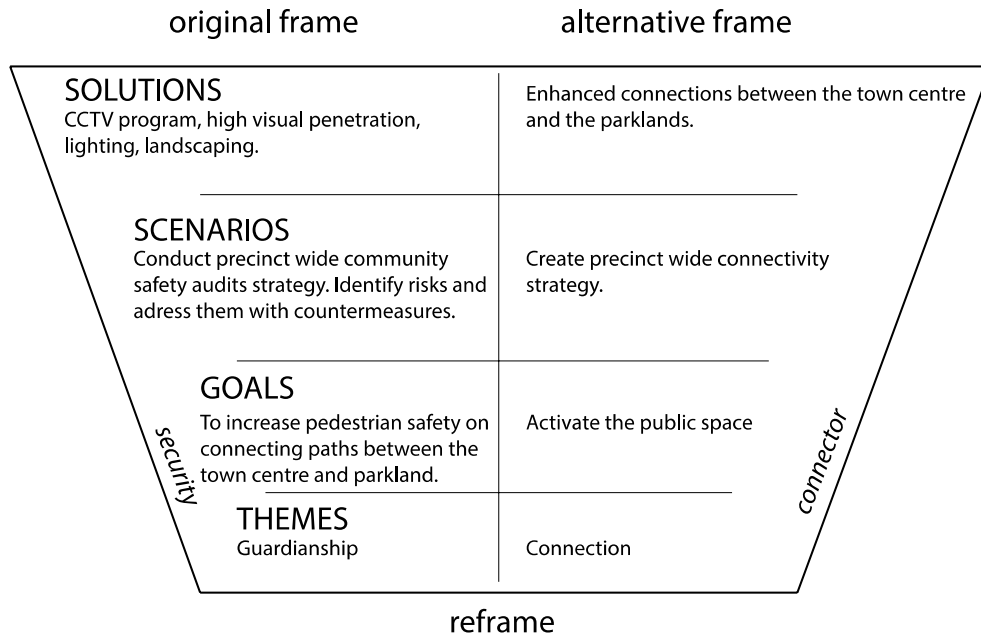 original frame
alternative frame
SOLUTIONS
CCTV program, high visual penetration,
lighting, landscaping.
Enhanced connections between the town centre
and the parklands.
SCENARIOS
Conduct precinct wide community
safety audits strategy. Identify risks and
adress them with countermeasures.
Create precinct wide connectivity
strategy.
GOALS
To increase pedestrian safety on
connecting paths between the
town centre and parkland.
Activate the public space
security
connector
THEMES
Guardianship
Connection
reframe